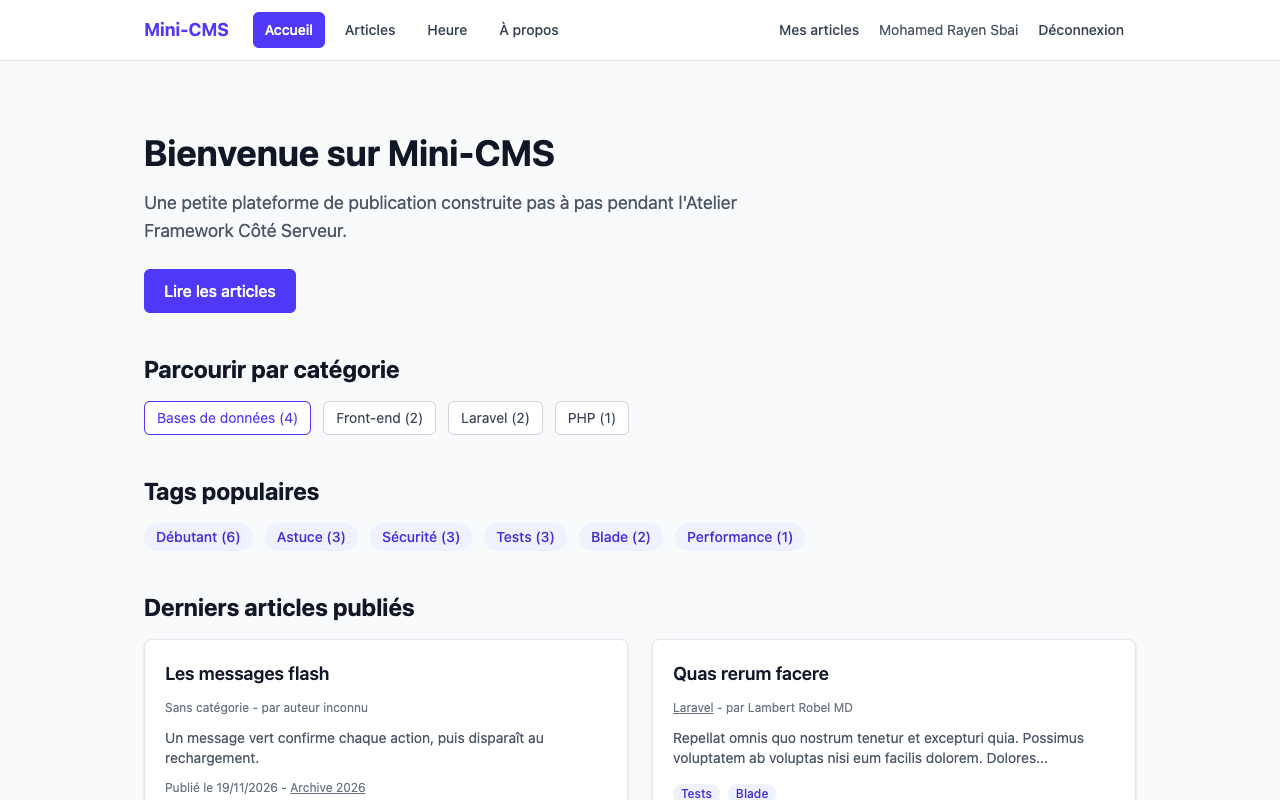 Mini-CMS Accueil Articles Heure À propos Mes articles Mohamed Rayen Sbai Déconnexion
Bienvenue sur Mini-CMS
Une petite plateforme de publication construite pas à pas pendant l'Atelier
Framework Côté Serveur.
Lire les articles
Parcourir par catégorie
Bases de données (4) Front-end (2) Laravel (2) PHP (1)
Tags populaires
Débutant (6) Astuce (3) Sécurité (3) Tests (3) Blade (2) Performance (1)
Derniers articles publiés
Les messages flash
Sans catégorie - par auteur inconnu
Un message vert confirme chaque action, puis disparaît au
rechargement.
Publié le 19/11/2026 - Archive 2026
Quas rerum facere
Laravel - par Lambert Robel MD
Repellat omnis quo nostrum tenetur et excepturi quia. Possimus
voluptatem ab voluptas nisi eum facilis dolorem. Dolores...
Tests Blade